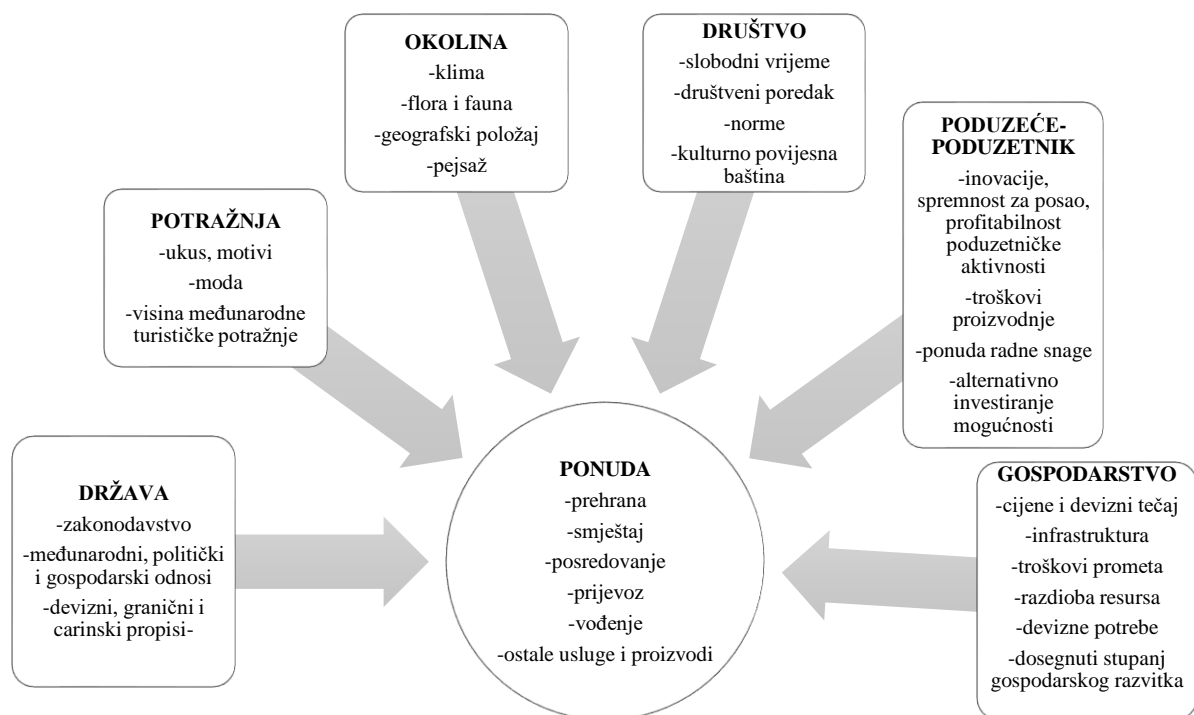 OKOLINA
-klima
-flora i fauna
-geografski položaj
-pejsaž
DRUŠTVO
-slobodni vrijeme
-društveni poredak
-norme
-kulturno povijesna
baština
PODUZEĆE-
PODUZETNIK
-inovacije,
spremnost za posao,
profitabilnost
poduzetničke
aktivnosti
-troškovi
proizvodnje
-ponuda radne snage
-alternativno
investiranje
mogućnosti
POTRAŽNJA
-ukus, motivi
-moda
-visina međunarodne
turističke potražnje
DRŽAVA
-zakonodavstvo
-međunarodni, politički
i gospodarski odnosi
-devizni, granični i
carinski propisi-
PONUDA
-prehrana
-smještaj
-posredovanje
-prijevoz
-vođenje
-ostale usluge i proizvodi
GOSPODARSTVO
-cijene i devizni tečaj
-infrastruktura
-troškovi prometa
-razdioba resursa
-devizne potrebe
-dosegnuti stupanj
gospodarskog razvitka